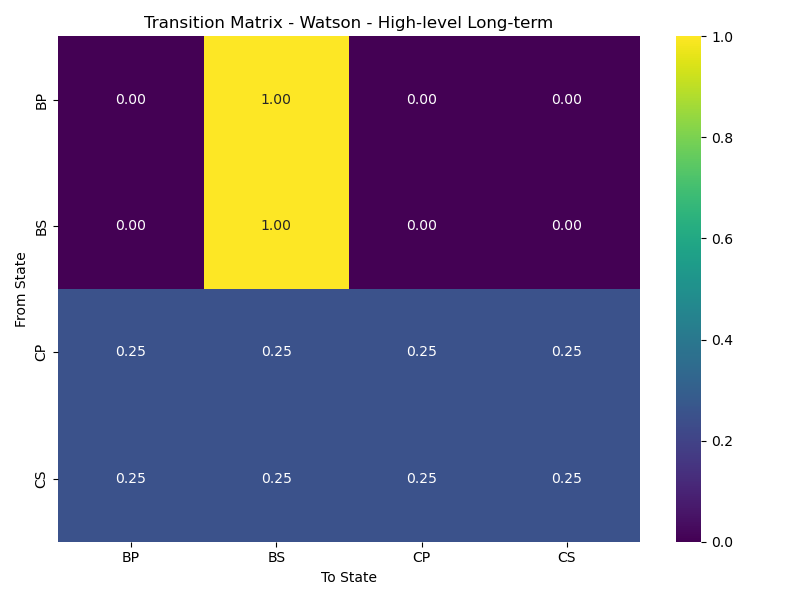 Transition Matrix - Watson - High-level Long-term
BP 0.00 1.00 0.00 0.00
BS 0.00 1.00 0.00 0.00
CP 0.25 0.25 0.25 0.25
CS 0.25 0.25 0.25 0.25
BP BS CP CS
From State
To State
1.0
0.8
0.6
0.4
0.2
0.0